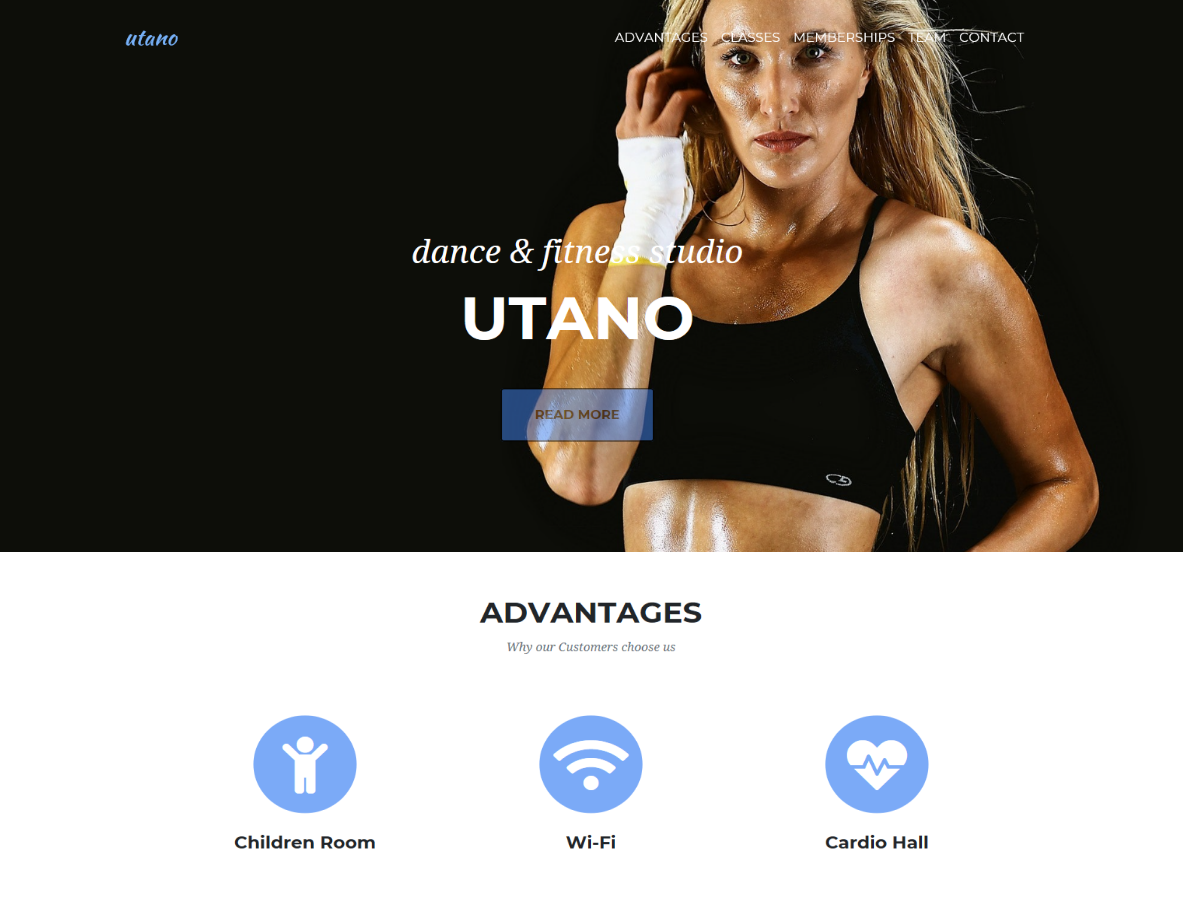 utano
ADVANTAGES CLASSES MEMBERSHIPS TEAM CONTACT
dance & fitness studio
UTANO
READ MORE
ADVANTAGES
Why our Customers choose us
Children Room
Wi-Fi
Cardio Hall